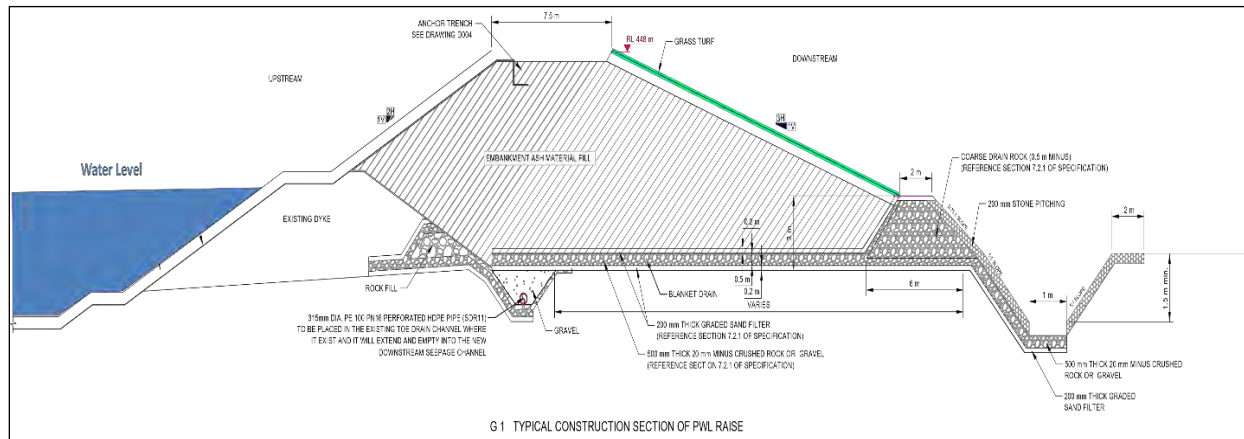 7.5 m
ANCHOR TRENCH
SEE DRAWING 0004
RL 448 m
GRASS TURF
UPSTREAM
DOWNSTREAM
2H
1V
3H
1V
Water Level
EMBANKMENT ASH MATERIAL FILL
COARSE DRAIN ROCK (0.5 m MINUS)
(REFERENCE SECTION 7.2.1 OF SPECIFICATION)
2 m
200 mm STONE PITCHING
2 m
EXISTING DYKE
3 m
0.2 m
0.5 m
0.2 m
6 m
1 m
1.5 m min.
ROCK FILL
BLANKET DRAIN
VARIES
GRAVEL
315mm DIA. PE 100 PN16 PERFORATED HDPE PIPE (SDR11)
TO BE PLACED IN THE EXISTING TOE DRAIN CHANNEL WHERE
IT EXIST AND IT WILL EXTEND AND EMPTY INTO THE NEW
DOWNSTREAM SEEPAGE CHANNEL
200 mm THICK GRADED SAND FILTER
(REFERENCE SECTION 7.2.1 OF SPECIFICATION)
500 mm THICK 20 mm MINUS CRUSHED ROCK OR GRAVEL
(REFERENCE SECTION 7.2.1 OF SPECIFICATION)
500 mm THICK 20 mm MINUS CRUSHED
ROCK OR GRAVEL
200 mm THICK GRADED
SAND FILTER
G 1 TYPICAL CONSTRUCTION SECTION OF PWL RAISE